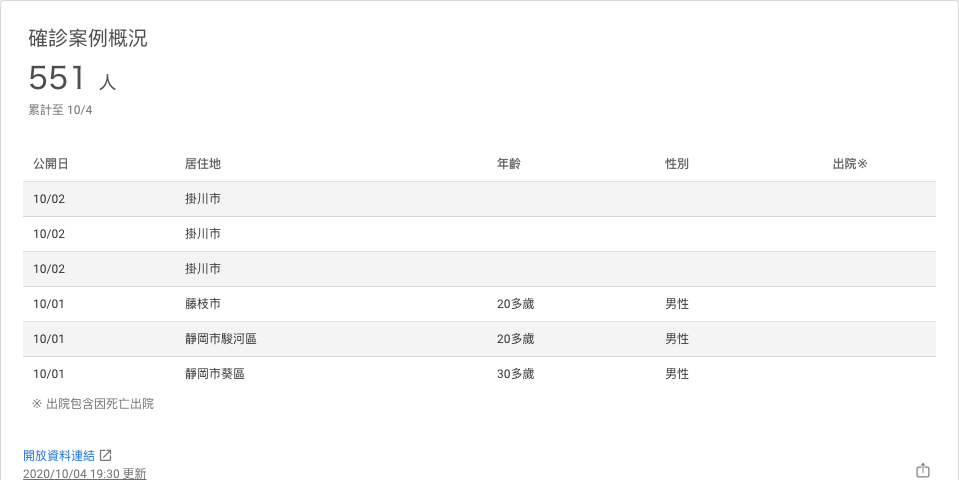 確診案例概況
551 人
累計至 10/4
公開日 居住地 年齡 性別 出院※
10/02 掛川市
10/02 掛川市
10/02 掛川市
10/01 藤枝市 20多歲 男性
10/01 靜岡市駿河區 20多歲 男性
10/01 靜岡市葵區 30多歲 男性
※ 出院包含因死亡出院
開放資料連結
2020/10/04 19:30 更新